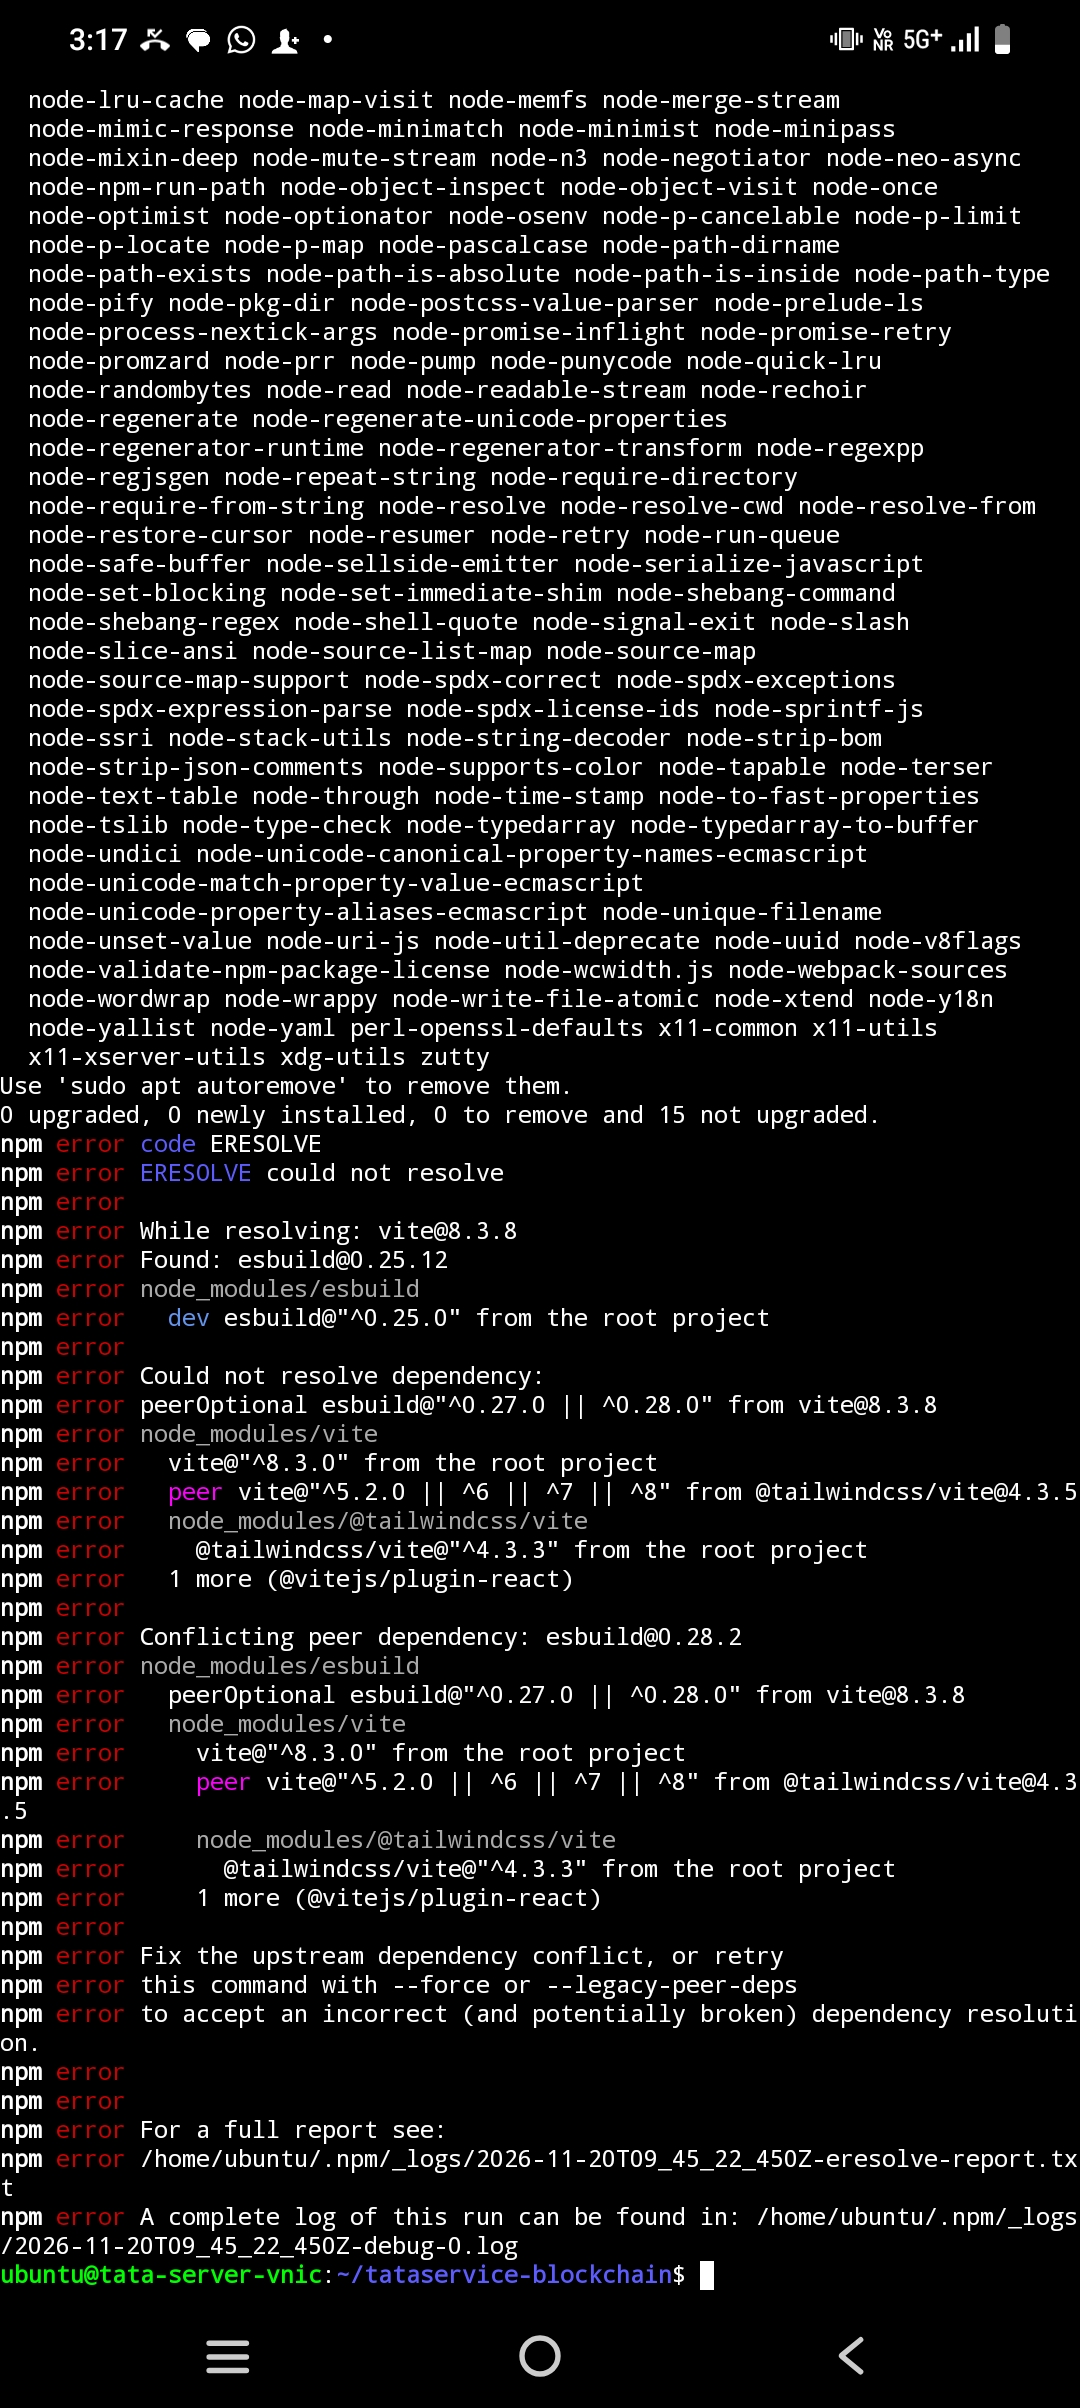 3:17
Vo NR 5G+
node-lru-cache node-map-visit node-memfs node-merge-stream
node-mimic-response node-minimatch node-minimist node-minipass
node-mixin-deep node-mute-stream node-n3 node-negotiator node-neo-async
node-npm-run-path node-object-inspect node-object-visit node-once
node-optimist node-optionator node-osenv node-p-cancelable node-p-limit
node-p-locate node-p-map node-pascalcase node-path-dirname
node-path-exists node-path-is-absolute node-path-is-inside node-path-type
node-pify node-pkg-dir node-postcss-value-parser node-prelude-ls
node-process-nextick-args node-promise-inflight node-promise-retry
node-promzard node-prr node-pump node-punycode node-quick-lru
node-randombytes node-read node-readable-stream node-rechoir
node-regenerate node-regenerate-unicode-properties
node-regenerator-runtime node-regenerator-transform node-regexpp
node-regjsgen node-repeat-string node-require-directory
node-require-from-string node-resolve node-resolve-cwd node-resolve-from
node-restore-cursor node-resumer node-retry node-run-queue
node-safe-buffer node-sellside-emitter node-serialize-javascript
node-set-blocking node-set-immediate-shim node-shebang-command
node-shebang-regex node-shell-quote node-signal-exit node-slash
node-slice-ansi node-source-list-map node-source-map
node-source-map-support node-spdx-correct node-spdx-exceptions
node-spdx-expression-parse node-spdx-license-ids node-sprintf-js
node-ssri node-stack-utils node-string-decoder node-strip-bom
node-strip-json-comments node-supports-color node-tapable node-terser
node-text-table node-through node-time-stamp node-to-fast-properties
node-tslib node-type-check node-typedarray node-typedarray-to-buffer
node-undici node-unicode-canonical-property-names-ecmascript
node-unicode-match-property-value-ecmascript
node-unicode-property-aliases-ecmascript node-unique-filename
node-unset-value node-uri-js node-util-deprecate node-uuid node-v8flags
node-validate-npm-package-license node-wcwidth.js node-webpack-sources
node-wordwrap node-wrappy node-write-file-atomic node-xtend node-y18n
node-yallist node-yaml perl-openssl-defaults x11-common x11-utils
x11-xserver-utils xdg-utils zutty
Use 'sudo apt autoremove' to remove them.
0 upgraded, 0 newly installed, 0 to remove and 15 not upgraded.
npm error code ERESOLVE
npm error ERESOLVE could not resolve
npm error
npm error While resolving: vite@8.3.8
npm error Found: esbuild@0.25.12
npm error node_modules/esbuild
npm error   dev esbuild@"^0.25.0" from the root project
npm error
npm error Could not resolve dependency:
npm error peerOptional esbuild@"^0.27.0 || ^0.28.0" from vite@8.3.8
npm error node_modules/vite
npm error   vite@"^8.3.0" from the root project
npm error   peer vite@"^5.2.0 || ^6 || ^7 || ^8" from @tailwindcss/vite@4.3.5
npm error   node_modules/@tailwindcss/vite
npm error     @tailwindcss/vite@"^4.3.3" from the root project
npm error   1 more (@vitejs/plugin-react)
npm error
npm error Conflicting peer dependency: esbuild@0.28.2
npm error node_modules/esbuild
npm error   peerOptional esbuild@"^0.27.0 || ^0.28.0" from vite@8.3.8
npm error   node_modules/vite
npm error     vite@"^8.3.0" from the root project
npm error     peer vite@"^5.2.0 || ^6 || ^7 || ^8" from @tailwindcss/vite@4.3
.5
npm error     node_modules/@tailwindcss/vite
npm error       @tailwindcss/vite@"^4.3.3" from the root project
npm error     1 more (@vitejs/plugin-react)
npm error
npm error Fix the upstream dependency conflict, or retry
npm error this command with --force or --legacy-peer-deps
npm error to accept an incorrect (and potentially broken) dependency resoluti
on.
npm error
npm error
npm error For a full report see:
npm error /home/ubuntu/.npm/_logs/2026-11-20T09_45_22_450Z-eresolve-report.tx
t
npm error A complete log of this run can be found in: /home/ubuntu/.npm/_logs
/2026-11-20T09_45_22_450Z-debug-0.log
ubuntu@tata-server-vnic:~/tataservice-blockchain$